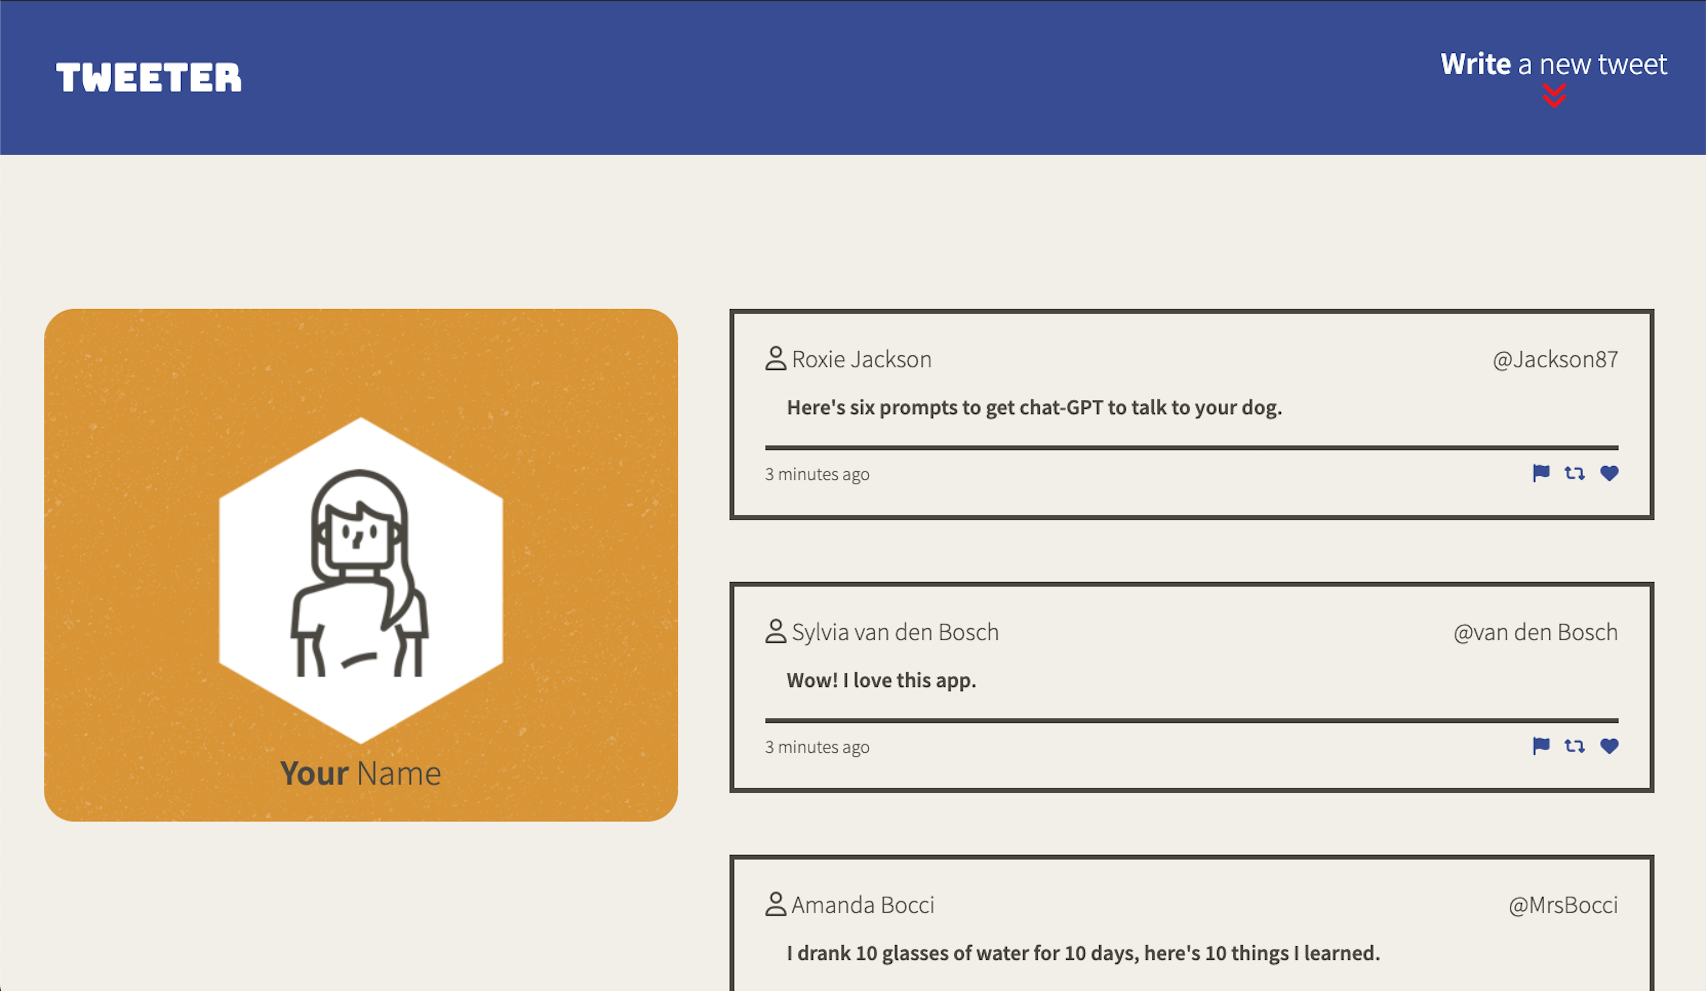 TWEETER
Write a new tweet
Your Name
Roxie Jackson @Jackson87
Here's six prompts to get chat-GPT to talk to your dog.
3 minutes ago
Sylvia van den Bosch @van den Bosch
Wow! I love this app.
3 minutes ago
Amanda Bocci @MrsBocci
I drank 10 glasses of water for 10 days, here's 10 things I learned.